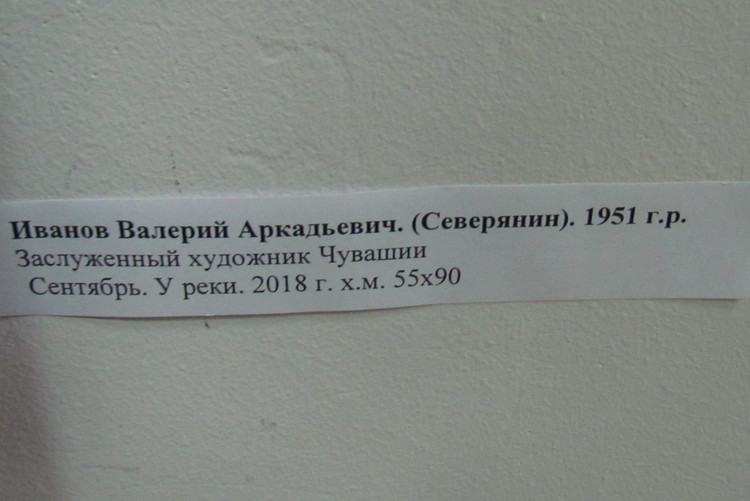 Иванов Валерий Аркадьевич. (Северянин). 1951 г.р.
Заслуженный художник Чувашии
Сентябрь. У реки. 2018 г. х.м. 55х90